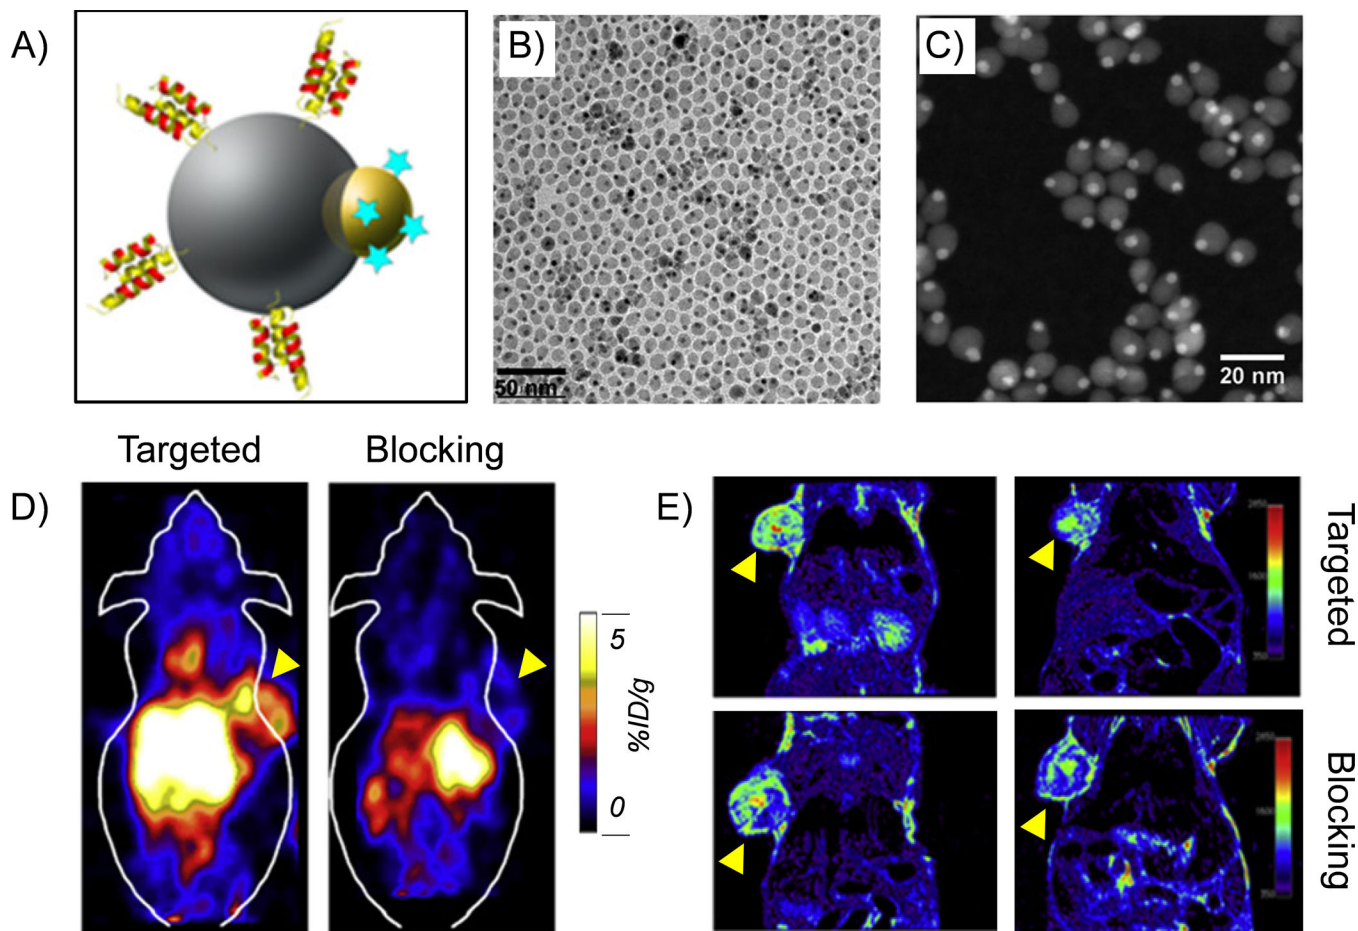 A)
B)
50 nm
C)
20 nm
Targeted
Blocking
D)
5
%ID/g
0
E)
Targeted
Blocking